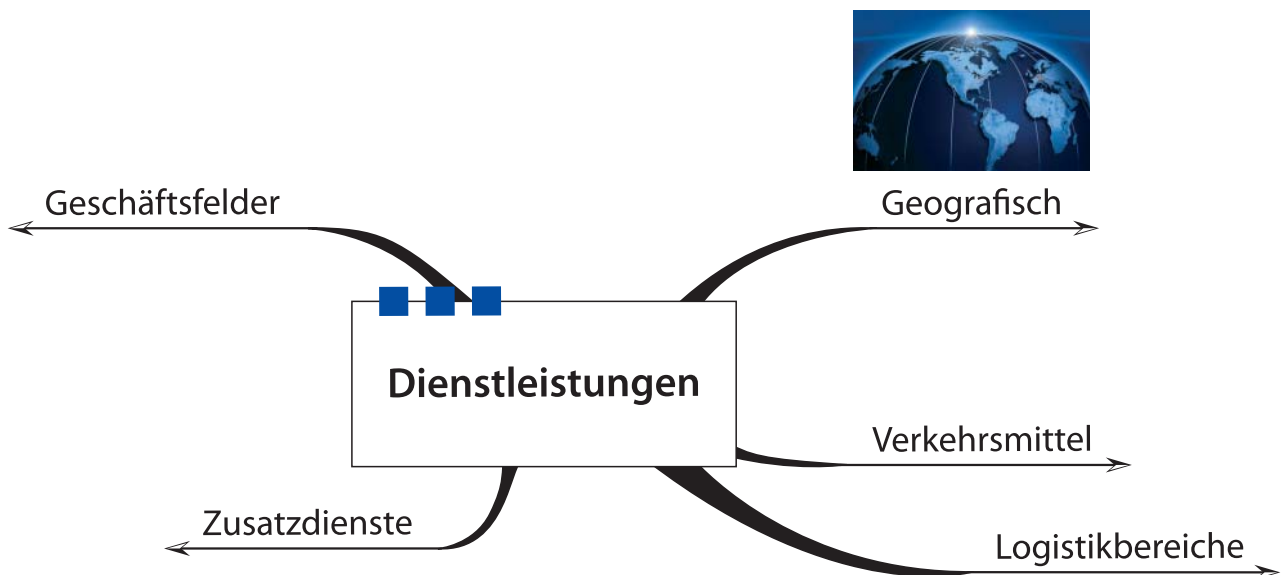 Geschäftsfelder
Geografisch
Dienstleistungen
Verkehrsmittel
Zusatzdienste
Logistikbereiche